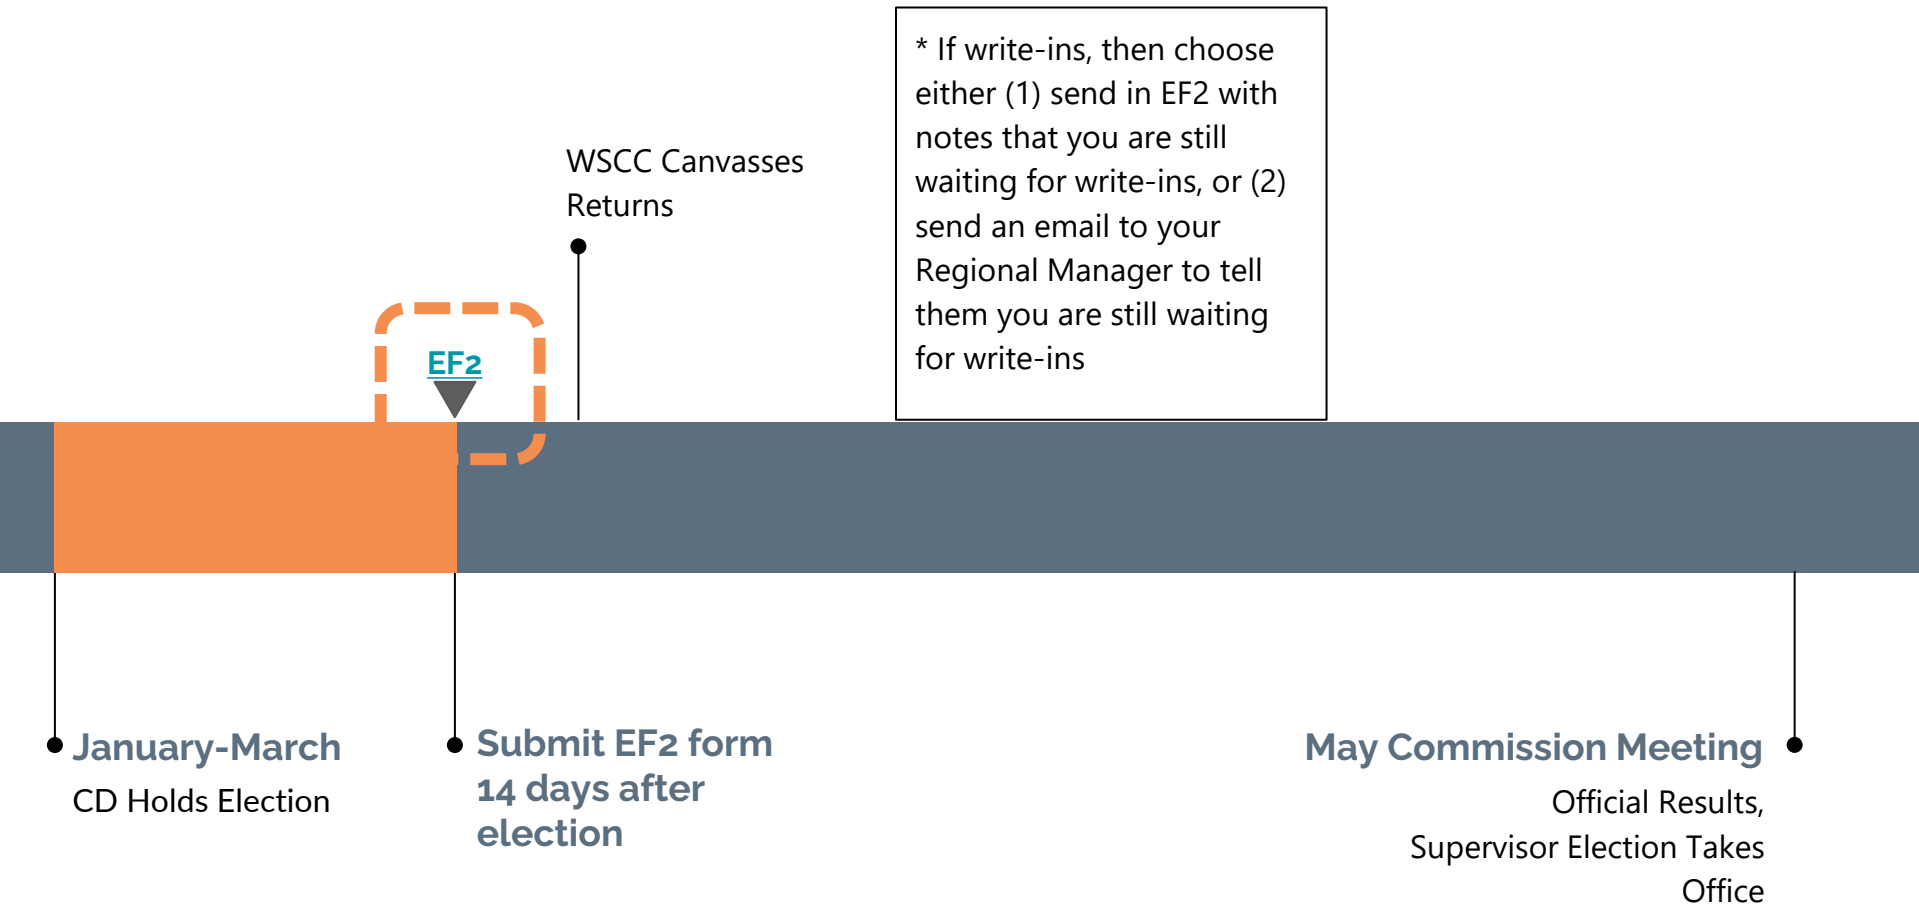 * If write-ins, then choose
either (1) send in EF2 with
notes that you are still
waiting for write-ins, or (2)
send an email to your
Regional Manager to tell
them you are still waiting
for write-ins
WSCC Canvasses
Returns
EF2
January-March
CD Holds Election
Submit EF2 form
14 days after
election
May Commission Meeting
Official Results,
Supervisor Election Takes
Office